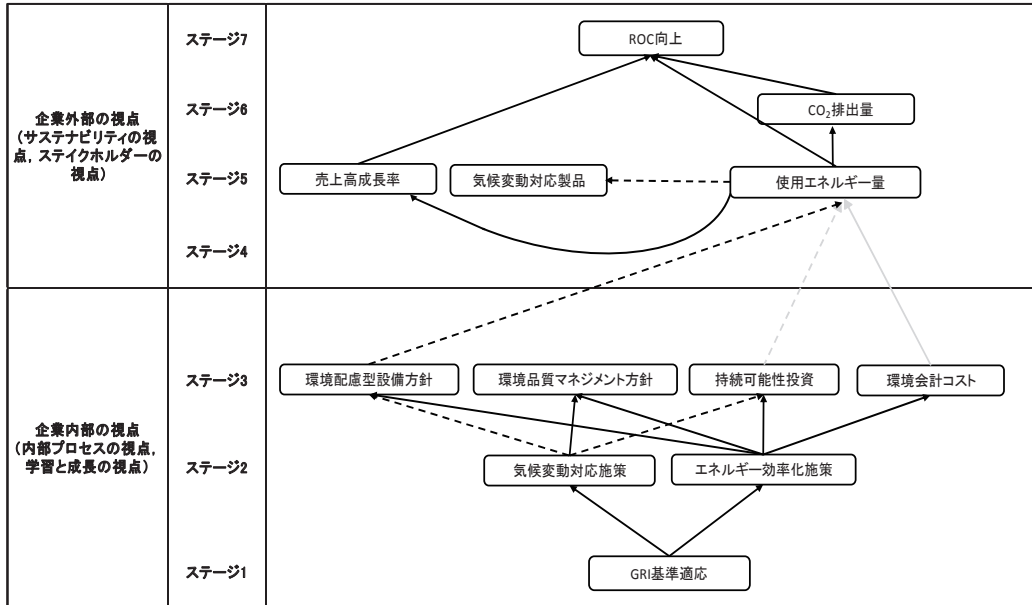 ステージ7
ROC向上
ステージ6
CO₂排出量
企業外部の視点
(サステナビリティの視
点，ステイクホルダーの
視点)
ステージ5
売上高成長率
気候変動対応製品
使用エネルギー量
ステージ4
ステージ3
環境配慮型設備方針
環境品質マネジメント方針
持続可能性投資
環境会計コスト
企業内部の視点
(内部プロセスの視点，
学習と成長の視点)
ステージ2
気候変動対応施策
エネルギー効率化施策
ステージ1
GRI基準適応